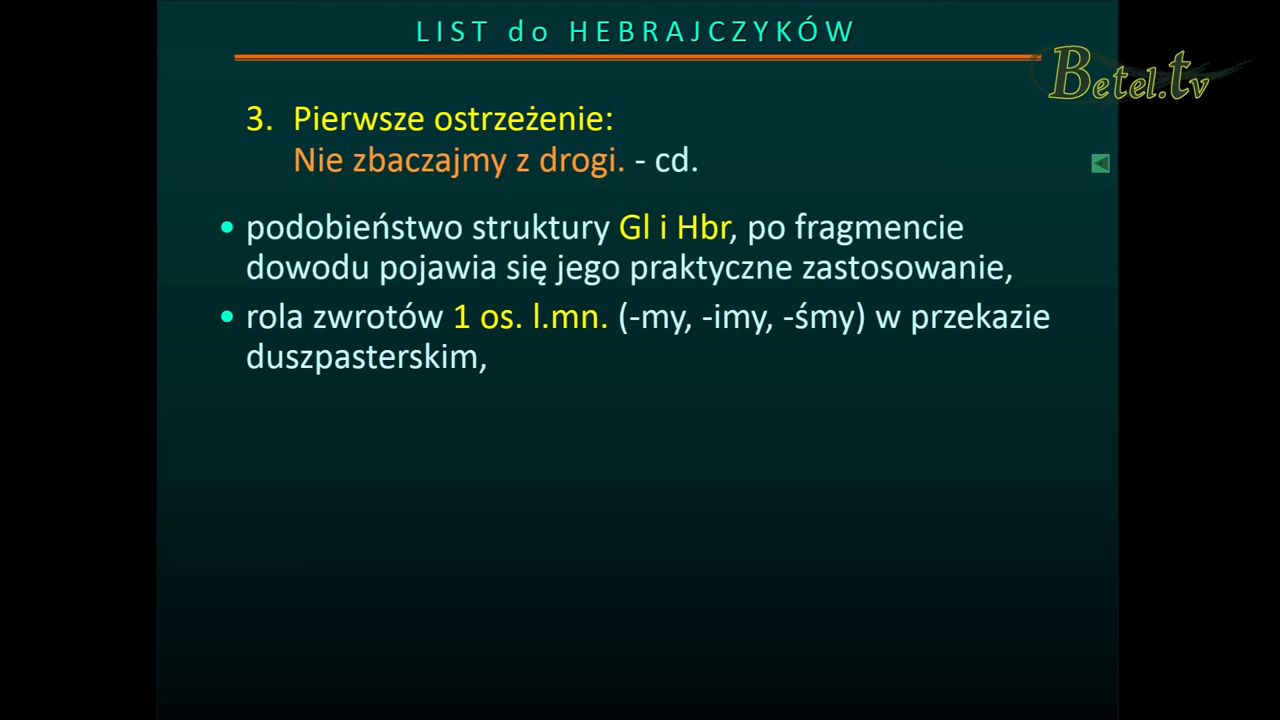 LIST do HEBRAJCZYKÓW
Betel.tv
3. Pierwsze ostrzeżenie:
Nie zbaczajmy z drogi. - cd.
• podobieństwo struktury Gl i Hbr, po fragmencie
dowodu pojawia się jego praktyczne zastosowanie,
• rola zwrotów 1 os. l.mn. (-my, -imy, -śmy) w przekazie
duszpasterskim,